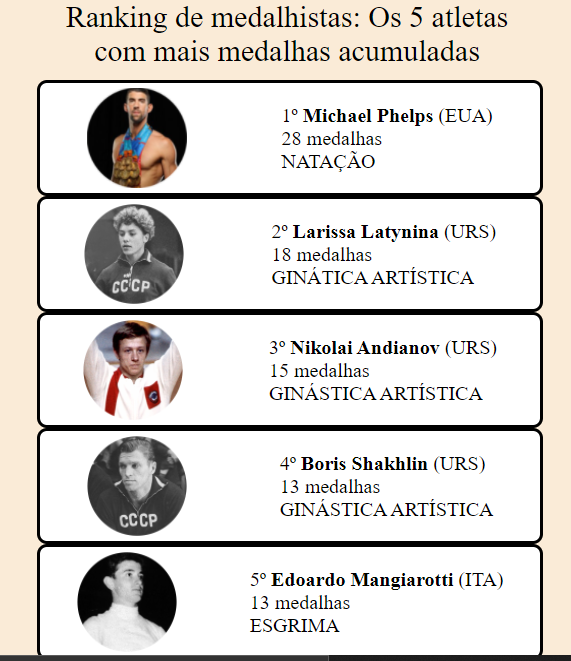 Ranking de medalhistas: Os 5 atletas
com mais medalhas acumuladas
1º Michael Phelps (EUA)
28 medalhas
NATAÇÃO
CCCP
2º Larissa Latynina (URS)
18 medalhas
GINÁTICA ARTÍSTICA
3º Nikolai Andianov (URS)
15 medalhas
GINÁSTICA ARTÍSTICA
CCCP
4º Boris Shakhlin (URS)
13 medalhas
GINÁSTICA ARTÍSTICA
5º Edoardo Mangiarotti (ITA)
13 medalhas
ESGRIMA